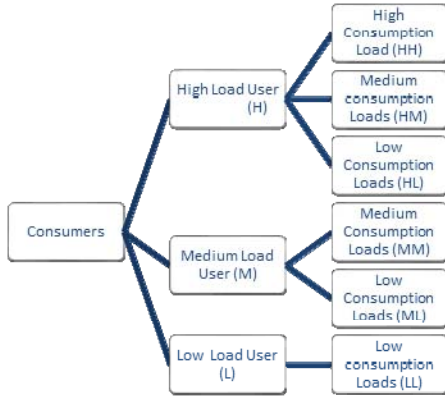 High
Consumption
Load (HH)
High Load User
(H)
Medium
consumption
Loads (HM)
Low
Consumption
Loads (HL)
Consumers
Medium
Consumption
Loads (MM)
Medium Load
User (M)
Low
Consumption
Loads (ML)
Low Load User
(L)
Low
consumption
Loads (LL)